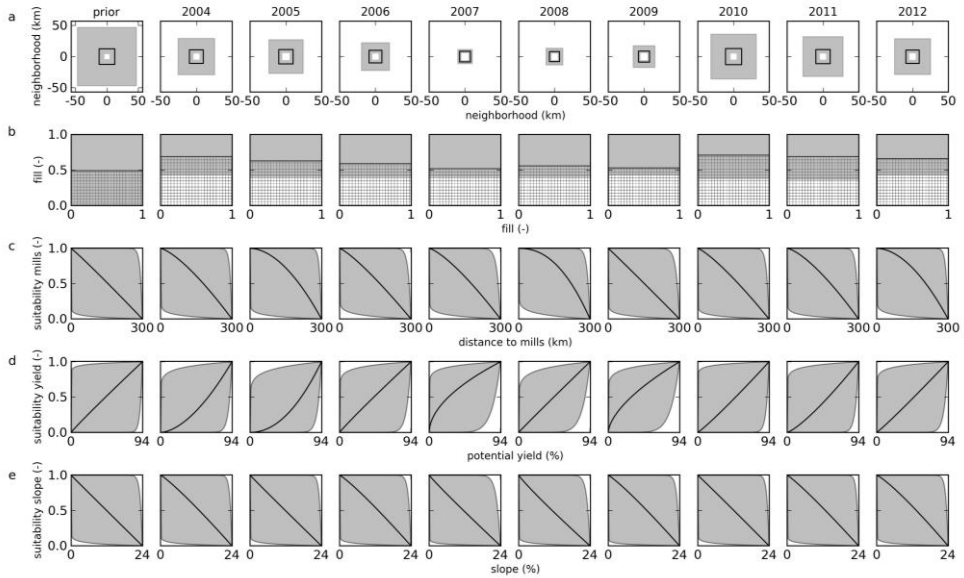 a
prior 2004 2005 2006 2007 2008 2009 2010 2011 2012
neighborhood (km)
50
0
-50
-50 0 50 -50 0 50 -50 0 50 -50 0 50 -50 0 50 -50 0 50 -50 0 50 -50 0 50 -50 0 50 -50 0 50
neighborhood (km)
b
fill (-)
1.0
0.5
0.0
0 1 0 1 0 1 0 1 0 1 0 1 0 1 0 1 0 1 0 1
fill (-)
c
suitability mills (-)
1.0
0.5
0.0
0 300 0 300 0 300 0 300 0 300 0 300 0 300 0 300 0 300 0 300
distance to mills (km)
d
suitability yield (-)
1.0
0.5
0.0
0 94 0 94 0 94 0 94 0 94 0 94 0 94 0 94 0 94 0 94
potential yield (%)
e
suitability slope (-)
1.0
0.5
0.0
0 24 0 24 0 24 0 24 0 24 0 24 0 24 0 24 0 24 0 24
slope (%)